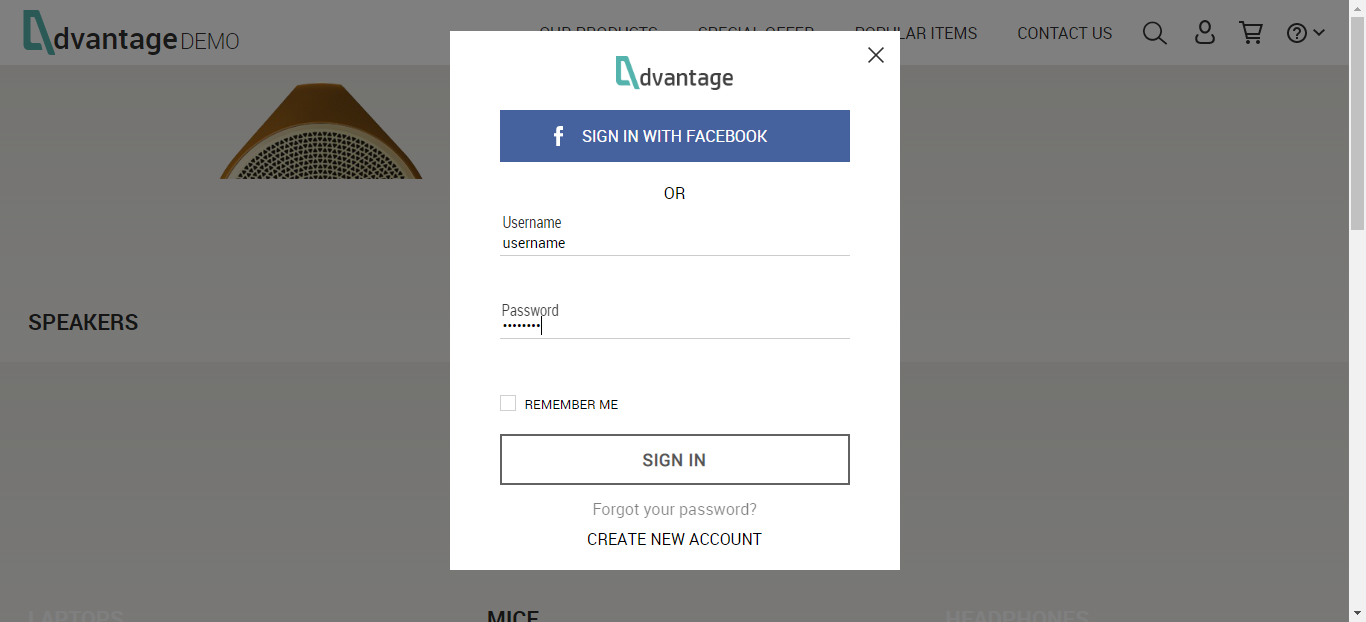 dvantage DEMO
OUR PRODUCTS SPECIAL OFFER POPULAR ITEMS CONTACT US
dvantage
f SIGN IN WITH FACEBOOK
OR
Username
username
Password
••••••••
SPEAKERS
REMEMBER ME
SIGN IN
Forgot your password?
CREATE NEW ACCOUNT
LAPTOPS MICE HEADPHONES